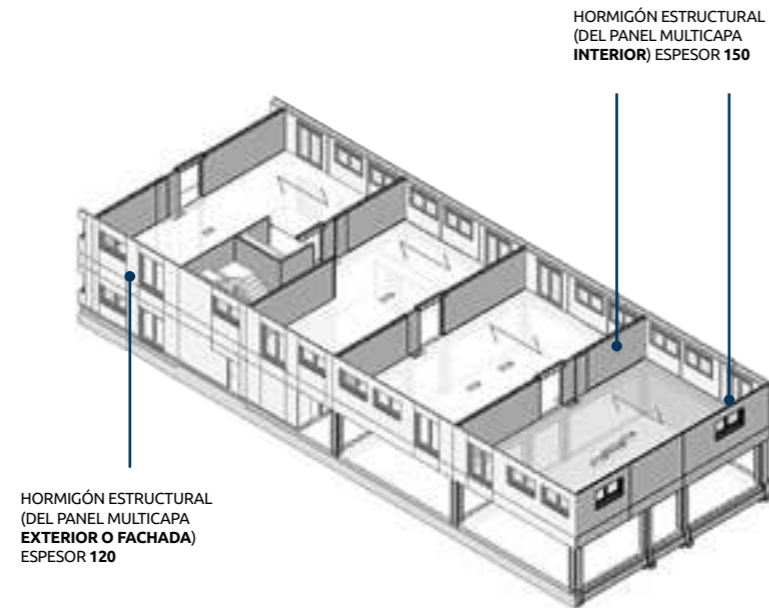 HORMIGÓN ESTRUCTURAL
(DEL PANEL MULTICAPA
INTERIOR) ESPESOR 150
HORMIGÓN ESTRUCTURAL
(DEL PANEL MULTICAPA
EXTERIOR O FACHADA)
ESPESOR 120